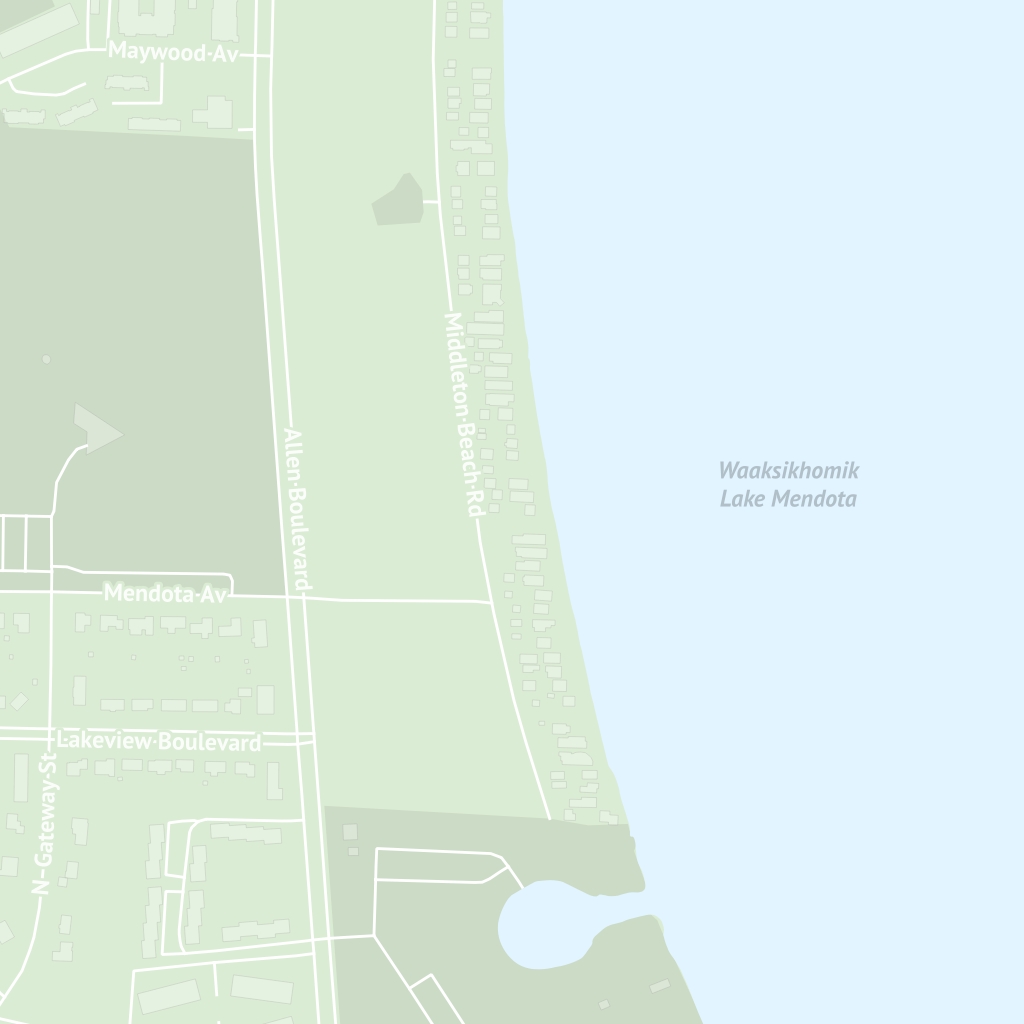 Maywood Av
Middleton Beach Rd
Allen Boulevard
Waaksikhomik
Lake Mendota
Mendota Av
Lakeview Boulevard
N Gateway St